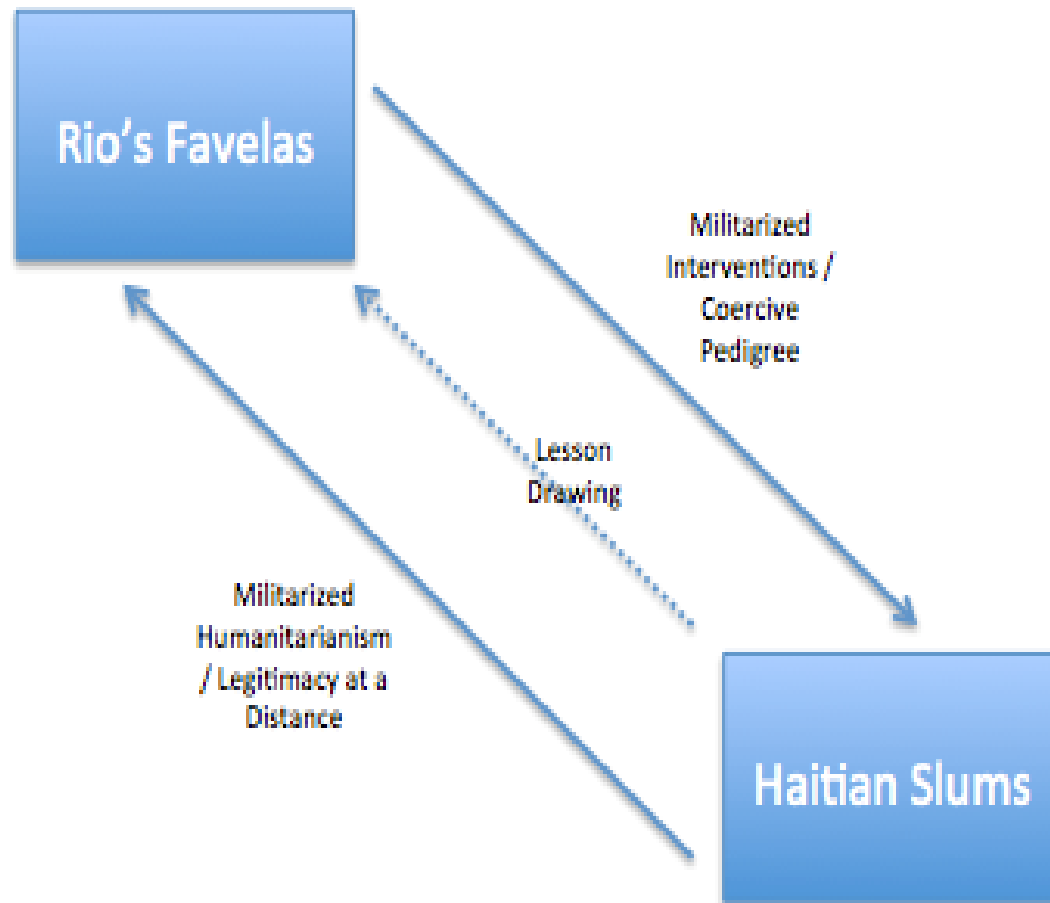 Rio's Favelas
Militarized
Interventions /
Coercive
Pedigree
Lesson
Drawing
Militarized
Humanitarianism
/ Legitimacy at a
Distance
Haitian Slums